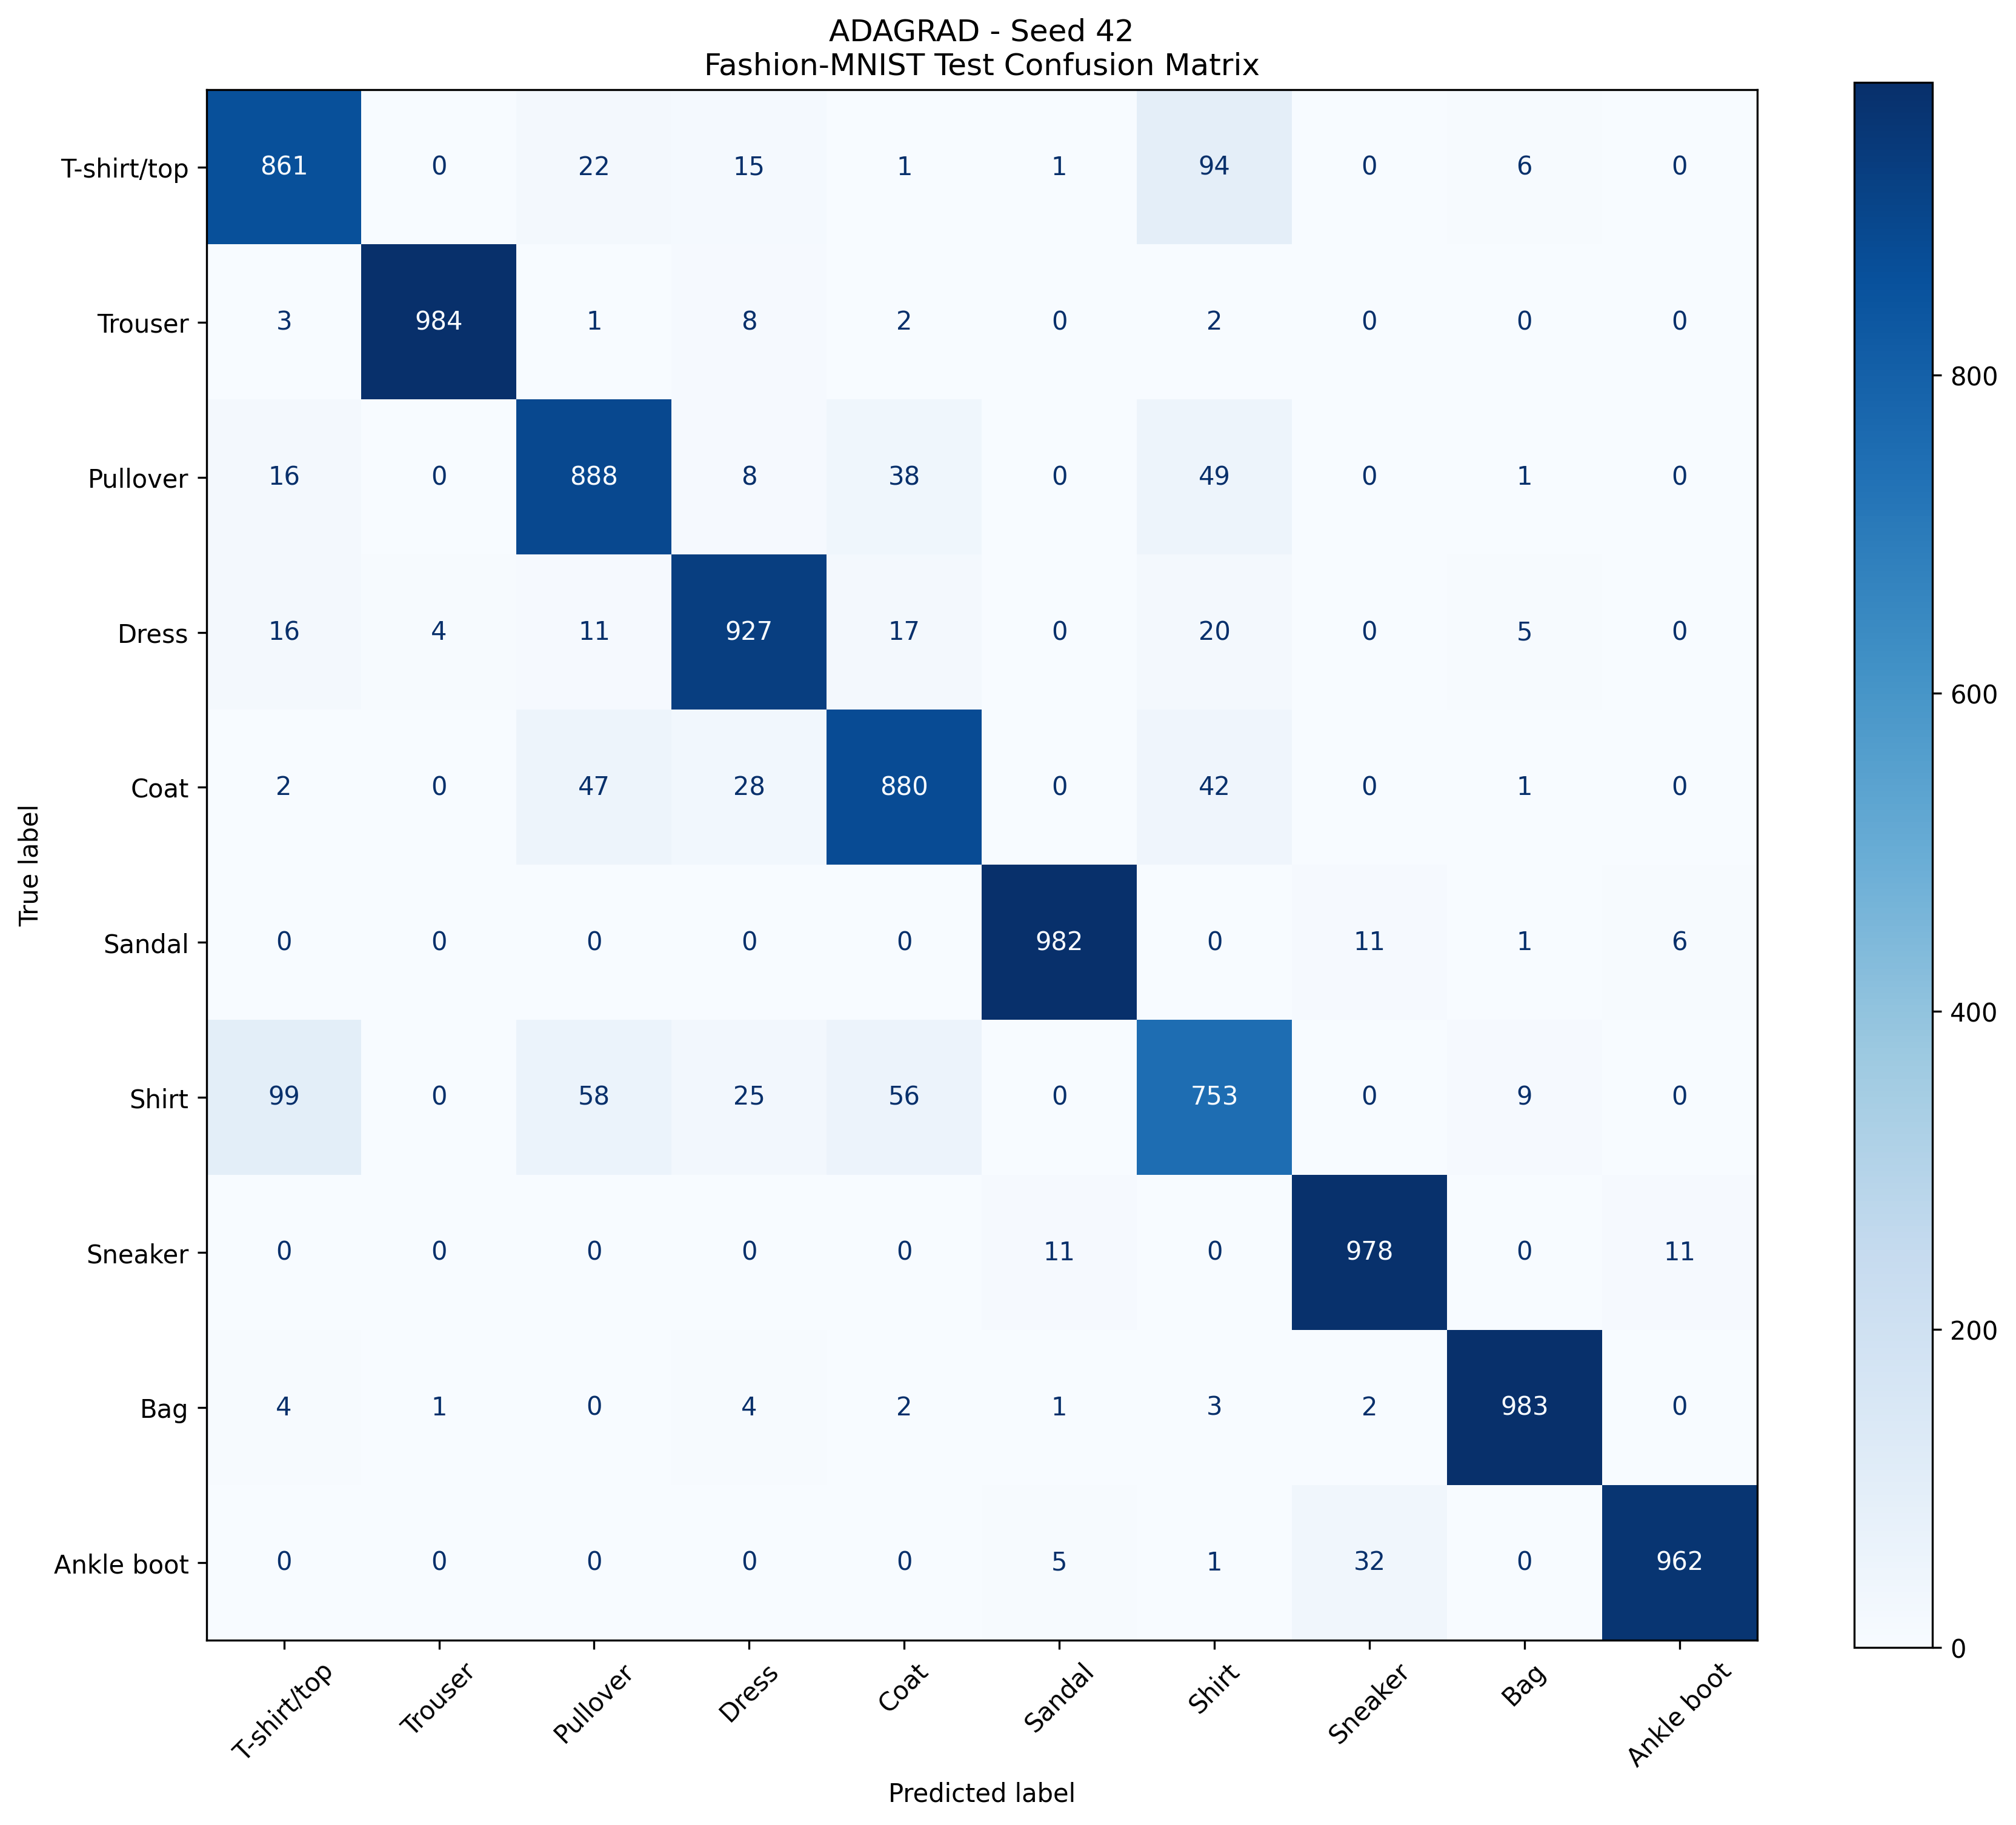 ADAGRAD - Seed 42
Fashion-MNIST Test Confusion Matrix
T-shirt/top 861 0 22 15 1 1 94 0 6 0
Trouser 3 984 1 8 2 0 2 0 0 0
Pullover 16 0 888 8 38 0 49 0 1 0
Dress 16 4 11 927 17 0 20 0 5 0
Coat 2 0 47 28 880 0 42 0 1 0
Sandal 0 0 0 0 0 982 0 11 1 6
Shirt 99 0 58 25 56 0 753 0 9 0
Sneaker 0 0 0 0 0 11 0 978 0 11
Bag 4 1 0 4 2 1 3 2 983 0
Ankle boot 0 0 0 0 0 5 1 32 0 962
True label
T-shirt/top Trouser Pullover Dress Coat Sandal Shirt Sneaker Bag Ankle boot
Predicted label
800
600
400
200
0